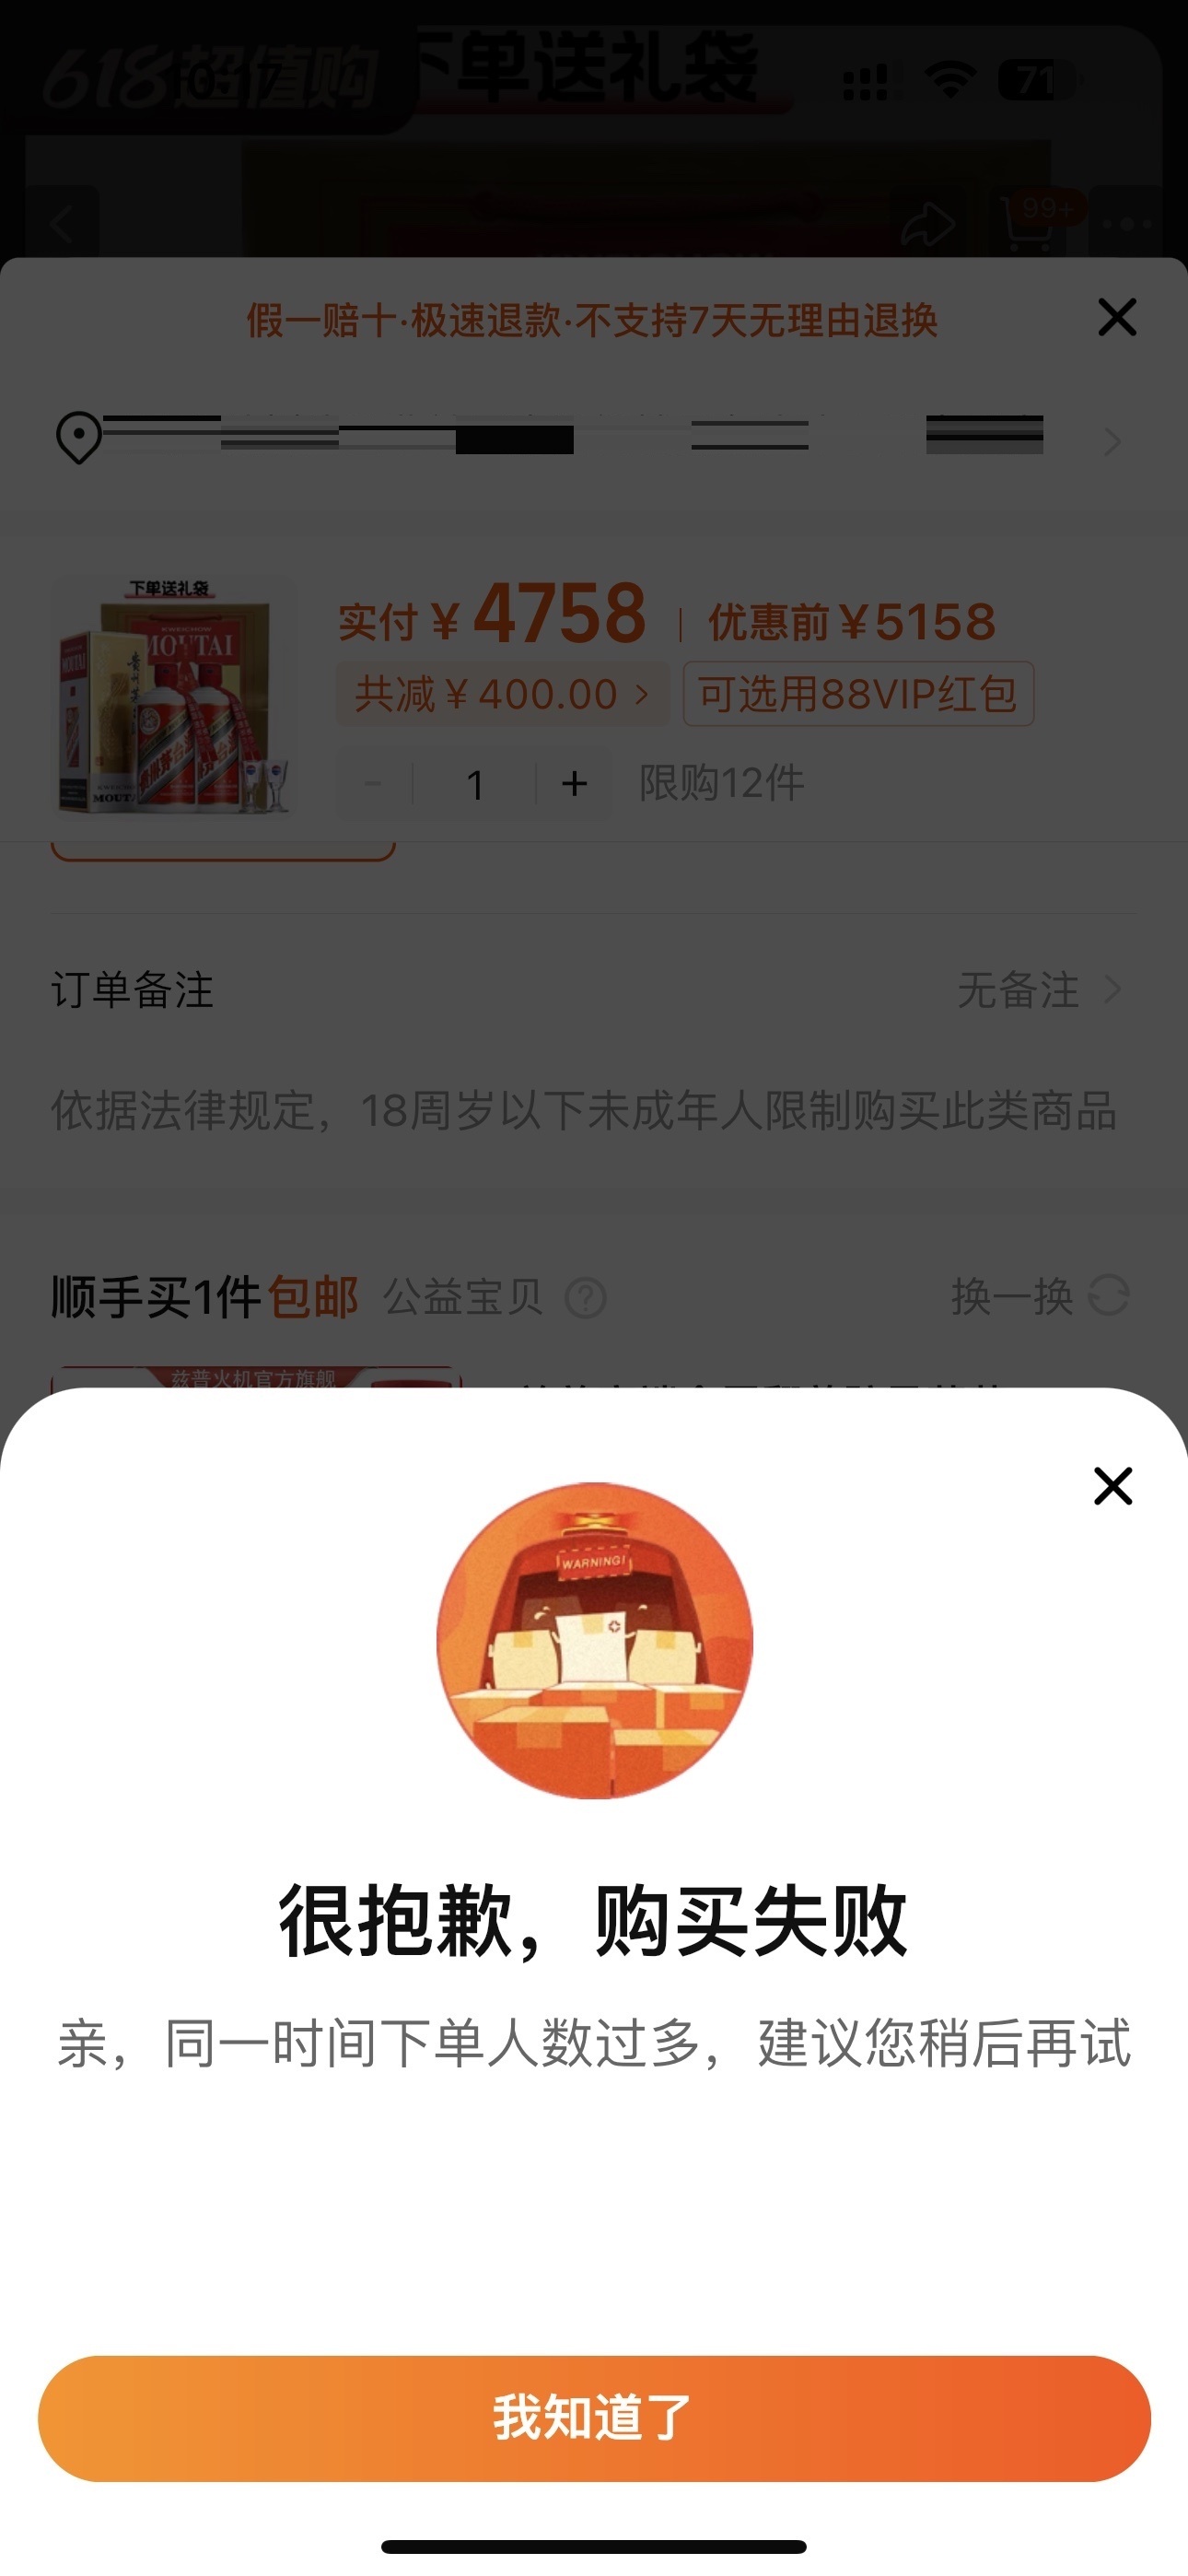 618超值购
下单送礼袋
71
99+
假一赔十·极速退款·不支持7天无理由退换
下单送礼袋
MOUTAI
实付￥4758 | 优惠前￥5158
共减￥400.00 >
可选用88VIP红包
- 1 + 限购12件
订单备注
无备注 >
依据法律规定，18周岁以下未成年人限制购买此类商品
顺手买1件包邮 公益宝贝 ?
换一换
兹普火机官方旗舰
WARNING!
很抱歉，购买失败
亲，同一时间下单人数过多，建议您稍后再试
我知道了